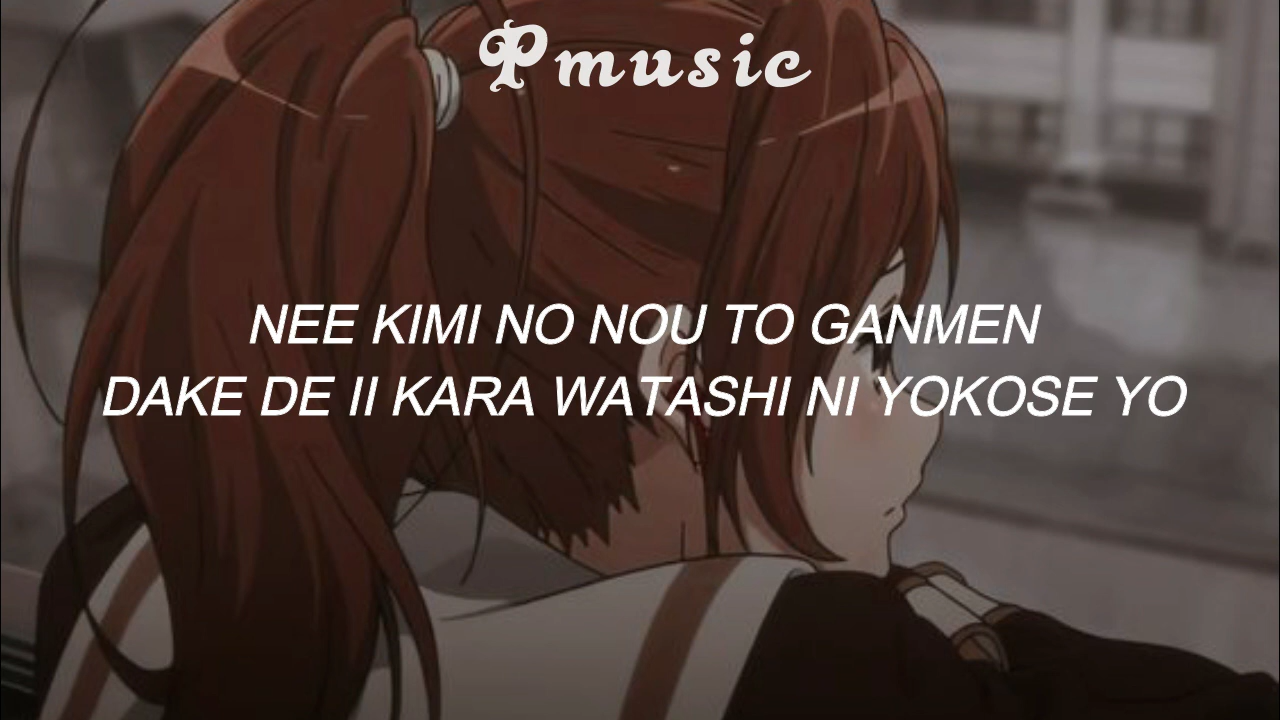 Pmusic
NEE KIMI NO NOU TO GANMEN
DAKE DE II KARA WATASHI NI YOKOSE YO